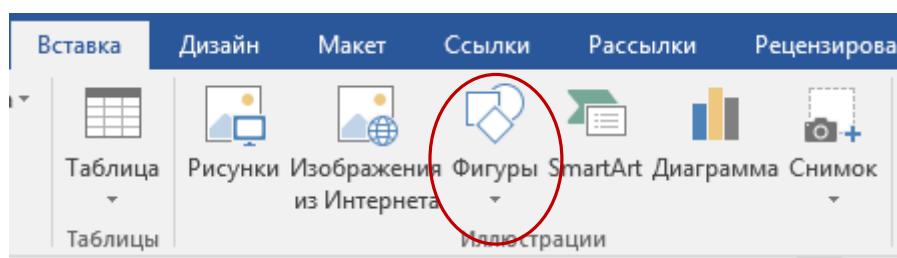 Вставка Дизайн Макет Ссылки Рассылки Рецензирова
Таблица Рисунки Изображения Фигуры SmartArt Диаграмма Снимок
из Интернета
Таблицы Иллюстрации